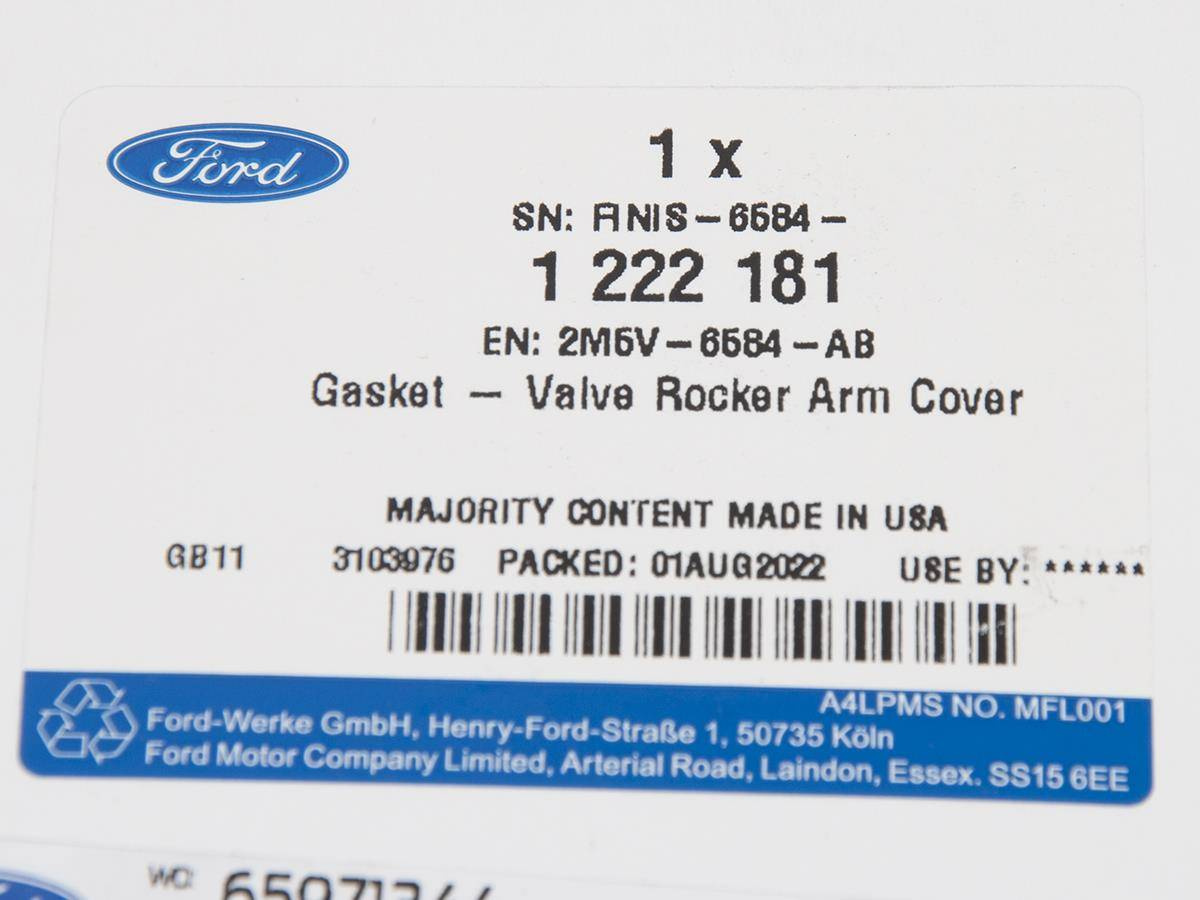 Ford
1 x
SN: FINIS-6584-
1 222 181
EN: 2M5V-6584-AB
Gasket - Valve Rocker Arm Cover
MAJORITY CONTENT MADE IN USA
GB11 3103976 PACKED: 01AUG2022 USE BY: ******
A4LPMS NO. MFL001
Ford-Werke GmbH, Henry-Ford-Straße 1, 50735 Köln
Ford Motor Company Limited, Arterial Road, Laindon, Essex. SS15 6EE
WO: